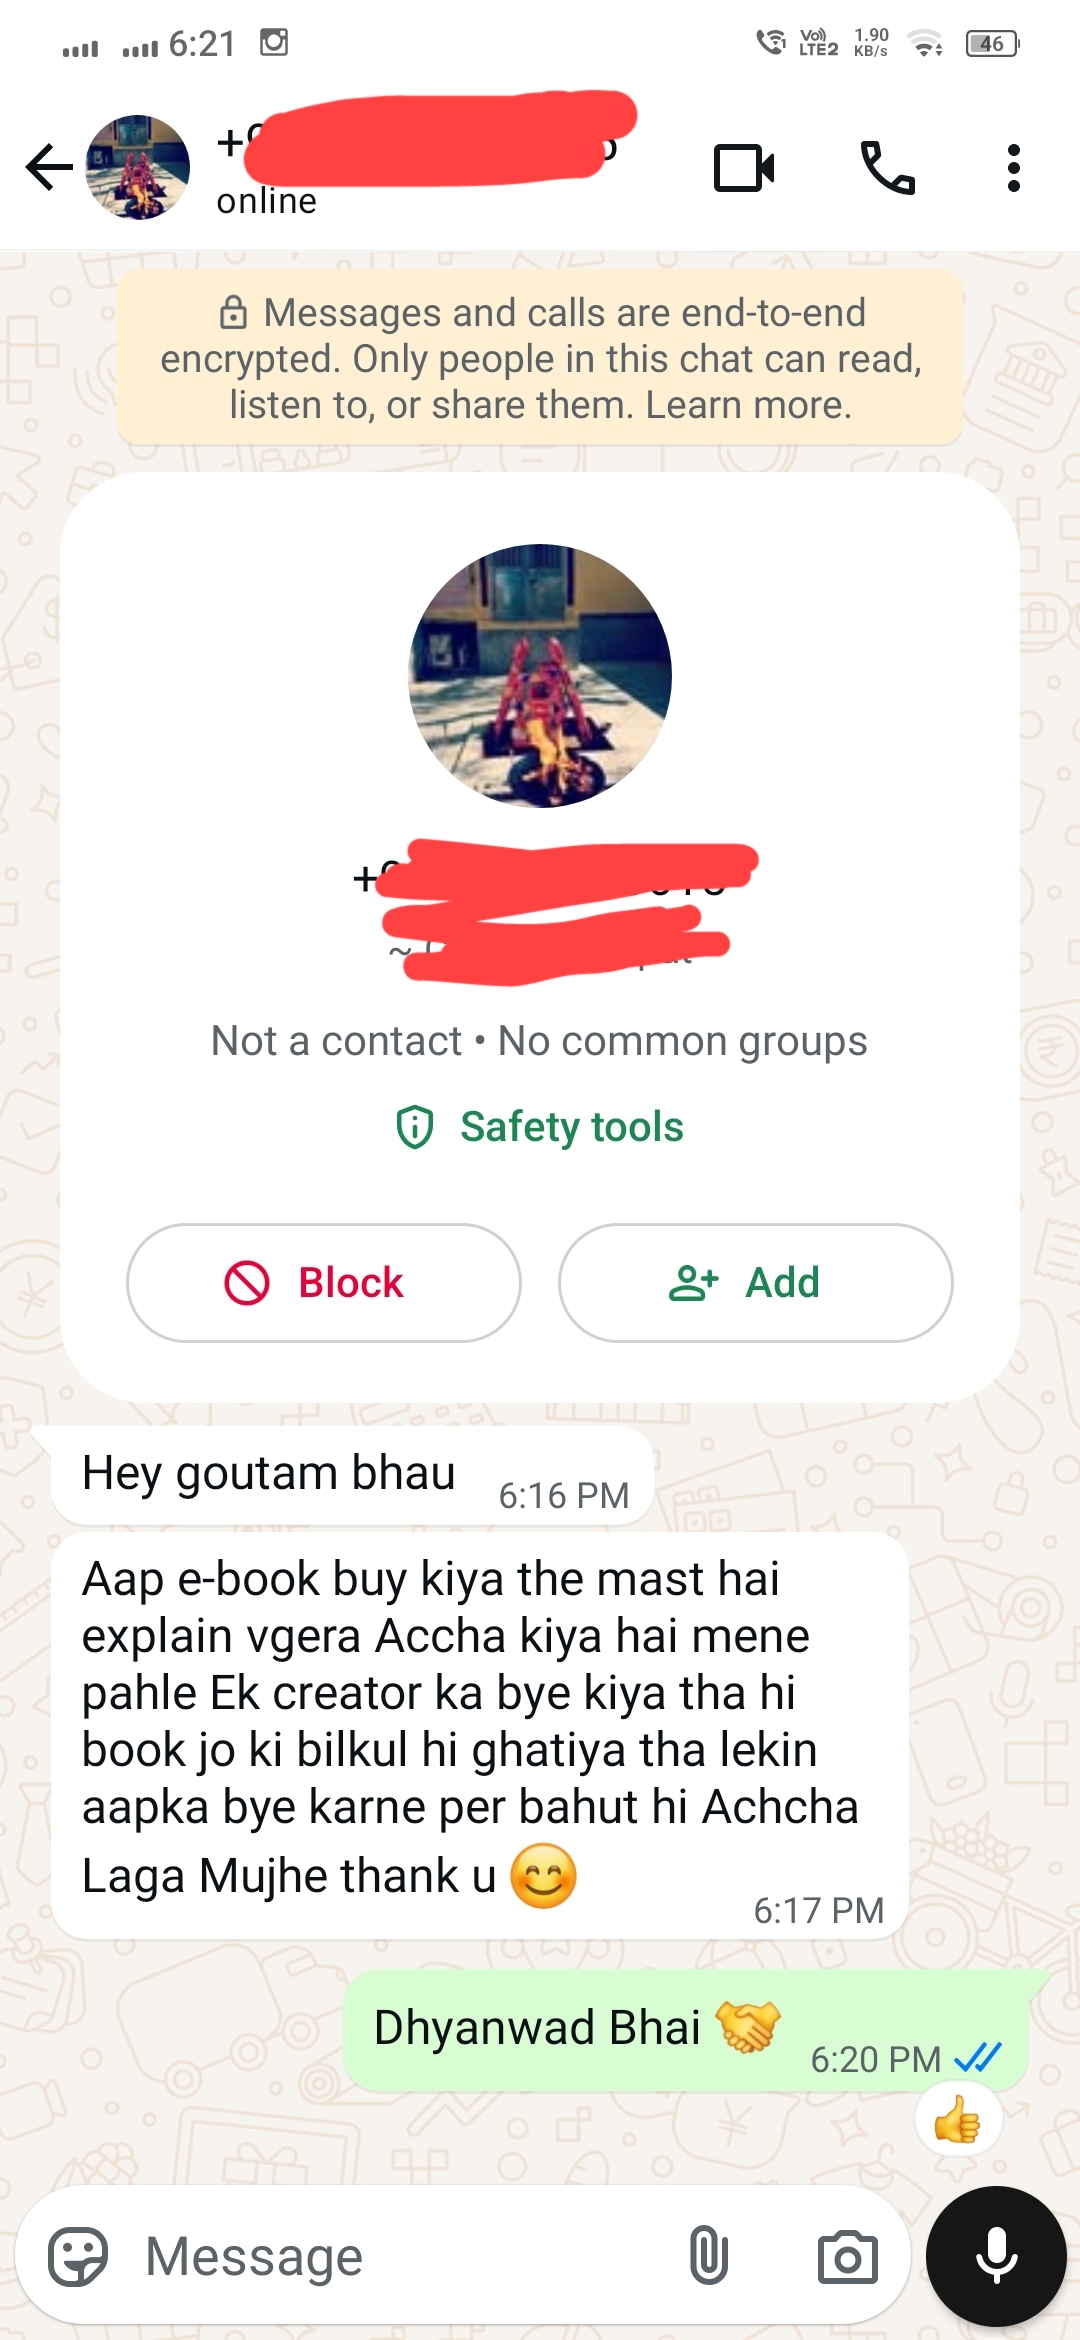 6:21
Vo))
LTE2
1.90
KB/s
46
online
Messages and calls are end-to-end
encrypted. Only people in this chat can read,
listen to, or share them. Learn more.
Not a contact • No common groups
Safety tools
Block
Add
Hey goutam bhau
6:16 PM
Aap e-book buy kiya the mast hai
explain vgera Accha kiya hai mene
pahle Ek creator ka bye kiya tha hi
book jo ki bilkul hi ghatiya tha lekin
aapka bye karne per bahut hi Achcha
Laga Mujhe thank u 😊
6:17 PM
Dhyanwad Bhai 🤝
6:20 PM
👍
Message